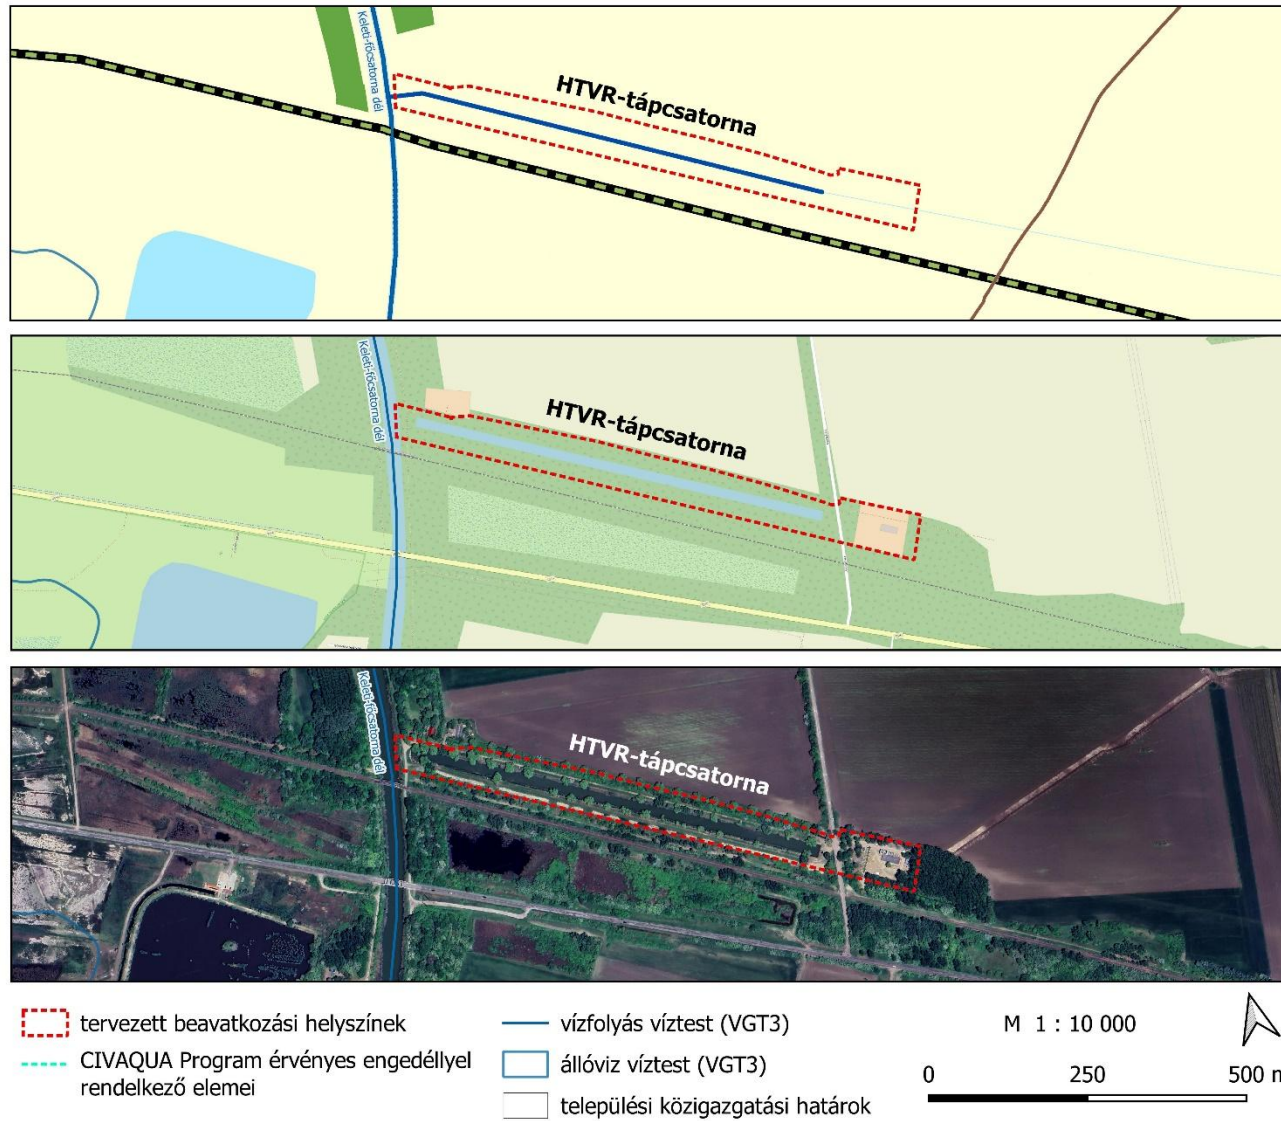 Keleti-főcsatorna dél
HTVR-tápcsatorna
Keleti-főcsatorna dél
HTVR-tápcsatorna
Keleti-főcsatorna dél
HTVR-tápcsatorna
tervezett beavatkozási helyszínek
CIVAQUA Program érvényes engedéllyel
rendelkező elemei
vízfolyás víztest (VGT3)
állóviz víztest (VGT3)
települési közigazgatási határok
M 1 : 10 000
0 250 500 m